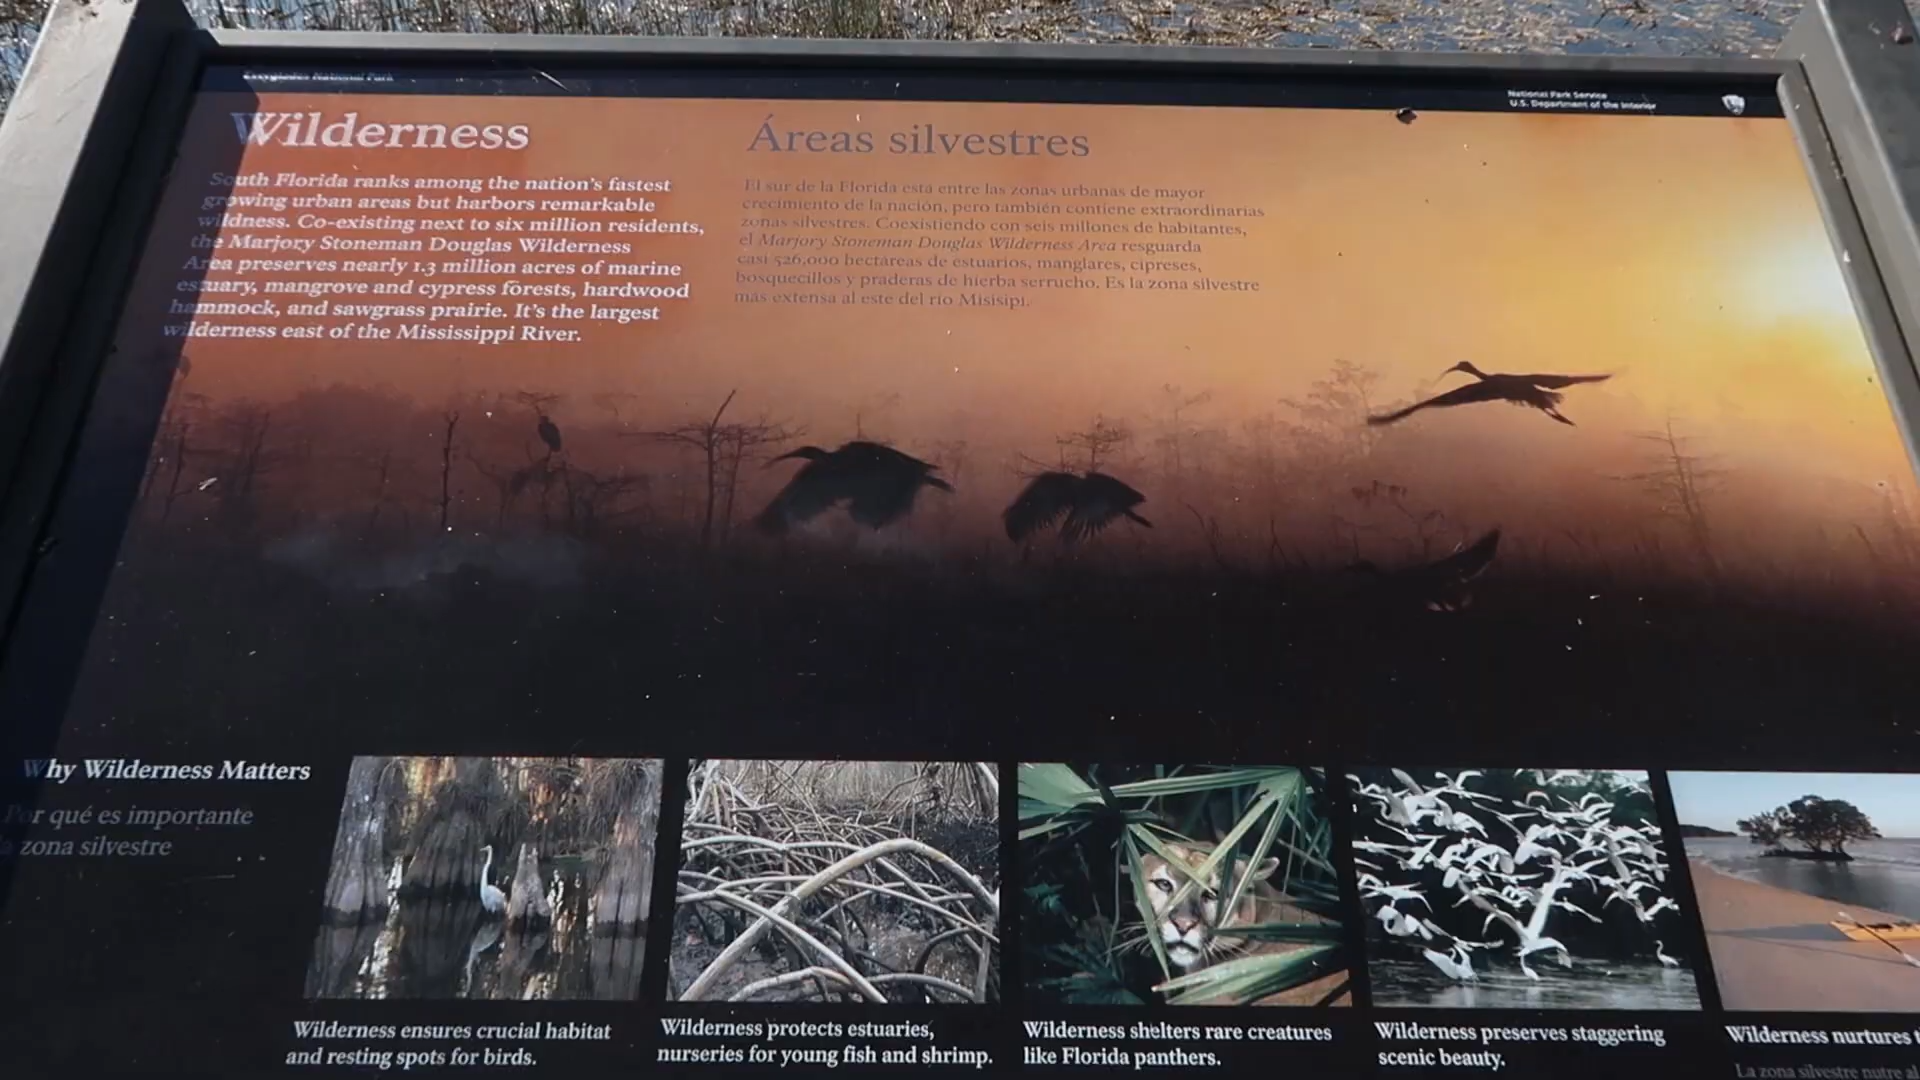 Everglades National Park
National Park Service
U.S. Department of the Interior
Wilderness
South Florida ranks among the nation's fastest
growing urban areas but harbors remarkable
wildness. Co-existing next to six million residents,
the Marjory Stoneman Douglas Wilderness
Area preserves nearly 1.3 million acres of marine
estuary, mangrove and cypress forests, hardwood
hammock, and sawgrass prairie. It's the largest
wilderness east of the Mississippi River.
Áreas silvestres
El sur de la Florida está entre las zonas urbanas de mayor
crecimiento de la nación, pero también contiene extraordinarias
zonas silvestres. Coexistiendo con seis millones de habitantes,
el Marjory Stoneman Douglas Wilderness Area resguarda
casi 526,000 hectáreas de estuarios, manglares, cipreses,
bosquecillos y praderas de hierba serrucho. Es la zona silvestre
más extensa al este del río Misisipi.
Why Wilderness Matters
Por qué es importante
la zona silvestre
Wilderness ensures crucial habitat
and resting spots for birds.
Wilderness protects estuaries,
nurseries for young fish and shrimp.
Wilderness shelters rare creatures
like Florida panthers.
Wilderness preserves staggering
scenic beauty.
Wilderness nurtures
La zona silvestre nutre al